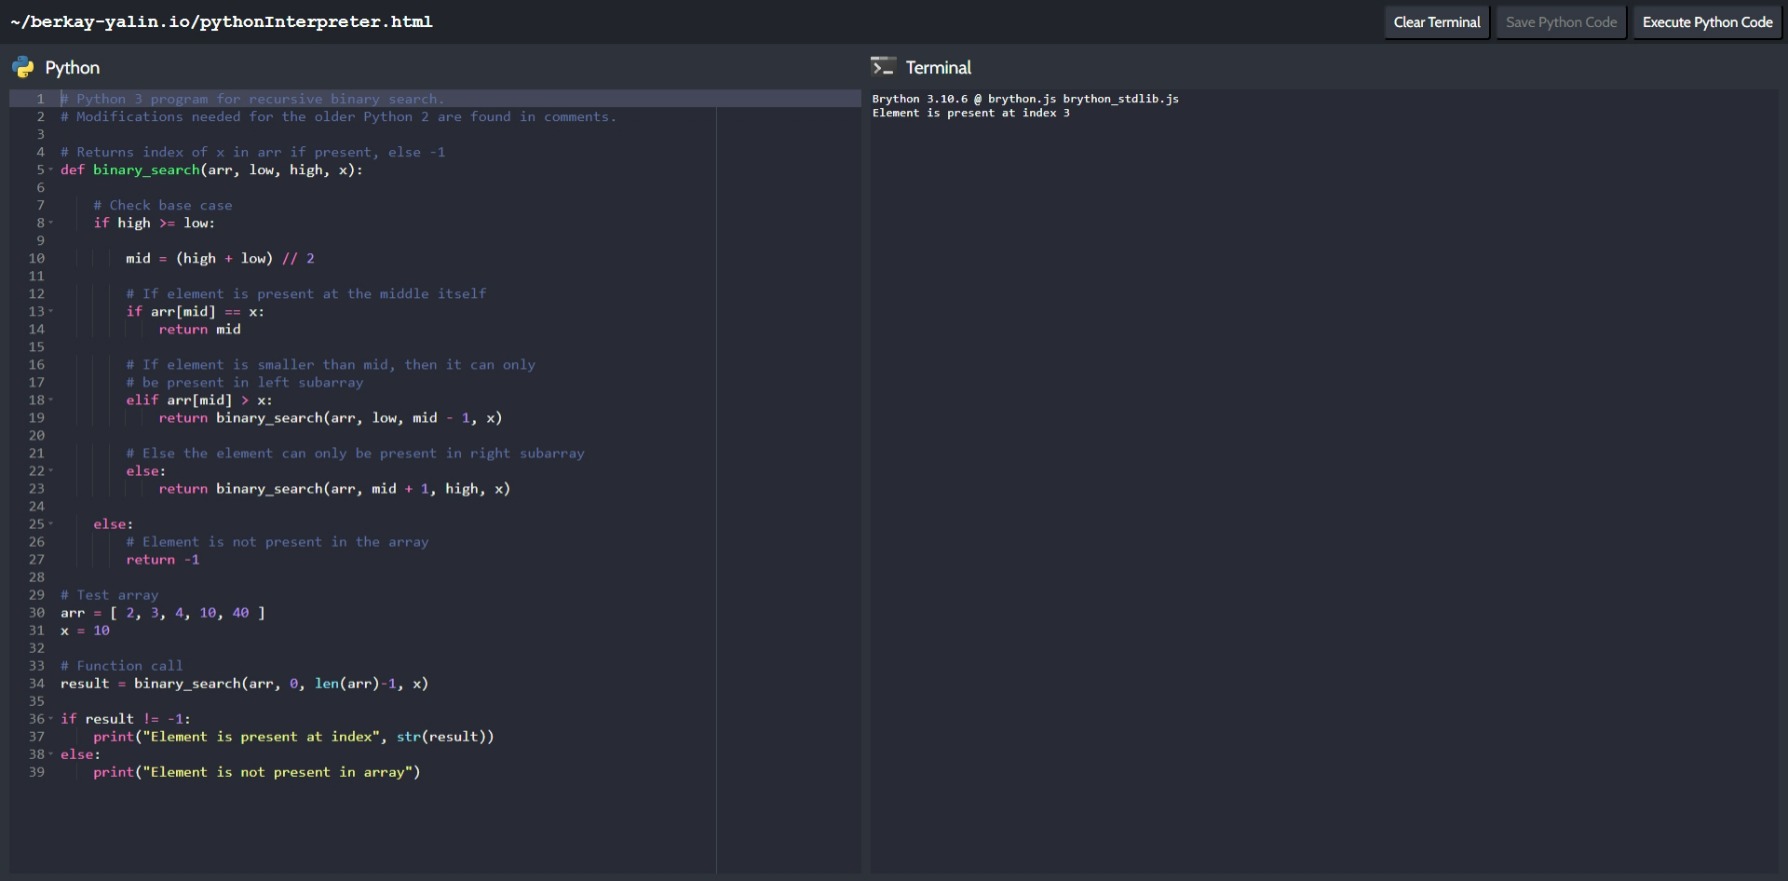 ~/berkay-yalin.io/pythonInterpreter.html
Clear Terminal
Save Python Code
Execute Python Code
Python
1 # Python 3 program for recursive binary search.
2 # Modifications needed for the older Python 2 are found in comments.
3
4 # Returns index of x in arr if present, else -1
5 def binary_search(arr, low, high, x):
6
7     # Check base case
8     if high >= low:
9
10         mid = (high + low) // 2
11
12         # If element is present at the middle itself
13         if arr[mid] == x:
14             return mid
15
16         # If element is smaller than mid, then it can only
17         # be present in left subarray
18         elif arr[mid] > x:
19             return binary_search(arr, low, mid - 1, x)
20
21         # Else the element can only be present in right subarray
22         else:
23             return binary_search(arr, mid + 1, high, x)
24
25     else:
26         # Element is not present in the array
27         return -1
28
29 # Test array
30 arr = [ 2, 3, 4, 10, 40 ]
31 x = 10
32
33 # Function call
34 result = binary_search(arr, 0, len(arr)-1, x)
35
36 if result != -1:
37     print("Element is present at index", str(result))
38 else:
39     print("Element is not present in array")
Terminal
Brython 3.10.6 @ brython.js brython_stdlib.js
Element is present at index 3